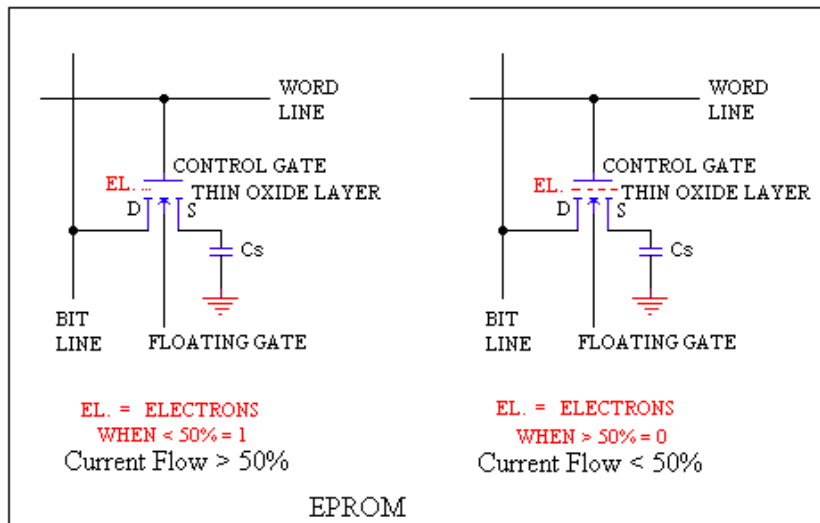 WORD
LINE
CONTROL GATE
EL.
THIN OXIDE LAYER
D
S
Cs
BIT
LINE
FLOATING GATE
EL. = ELECTRONS
WHEN < 50% = 1
Current Flow > 50%
WORD
LINE
CONTROL GATE
EL.
THIN OXIDE LAYER
D
S
Cs
BIT
LINE
FLOATING GATE
EL. = ELECTRONS
WHEN > 50% = 0
Current Flow < 50%
EPROM